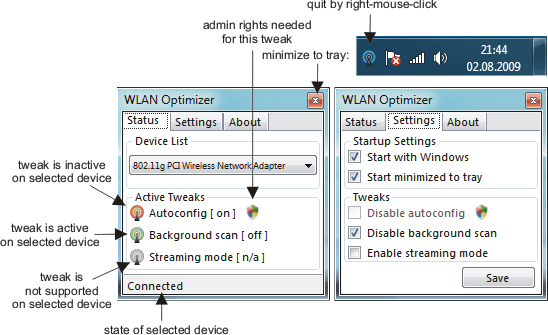 quit by right-mouse-click
admin rights needed
for this tweak
minimize to tray:
21:44
02.08.2009
WLAN Optimizer
Status Settings About
Device List
802.11g PCI Wireless Network Adapter
Active Tweaks
Autoconfig [ on ]
Background scan [ off ]
Streaming mode [ n/a ]
Connected
tweak is inactive
on selected device
tweak is active
on selected device
tweak is
not supported
on selected device
state of selected device
WLAN Optimizer
Status Settings About
Startup Settings
Start with Windows
Start minimized to tray
Tweaks
Disable autoconfig
Disable background scan
Enable streaming mode
Save